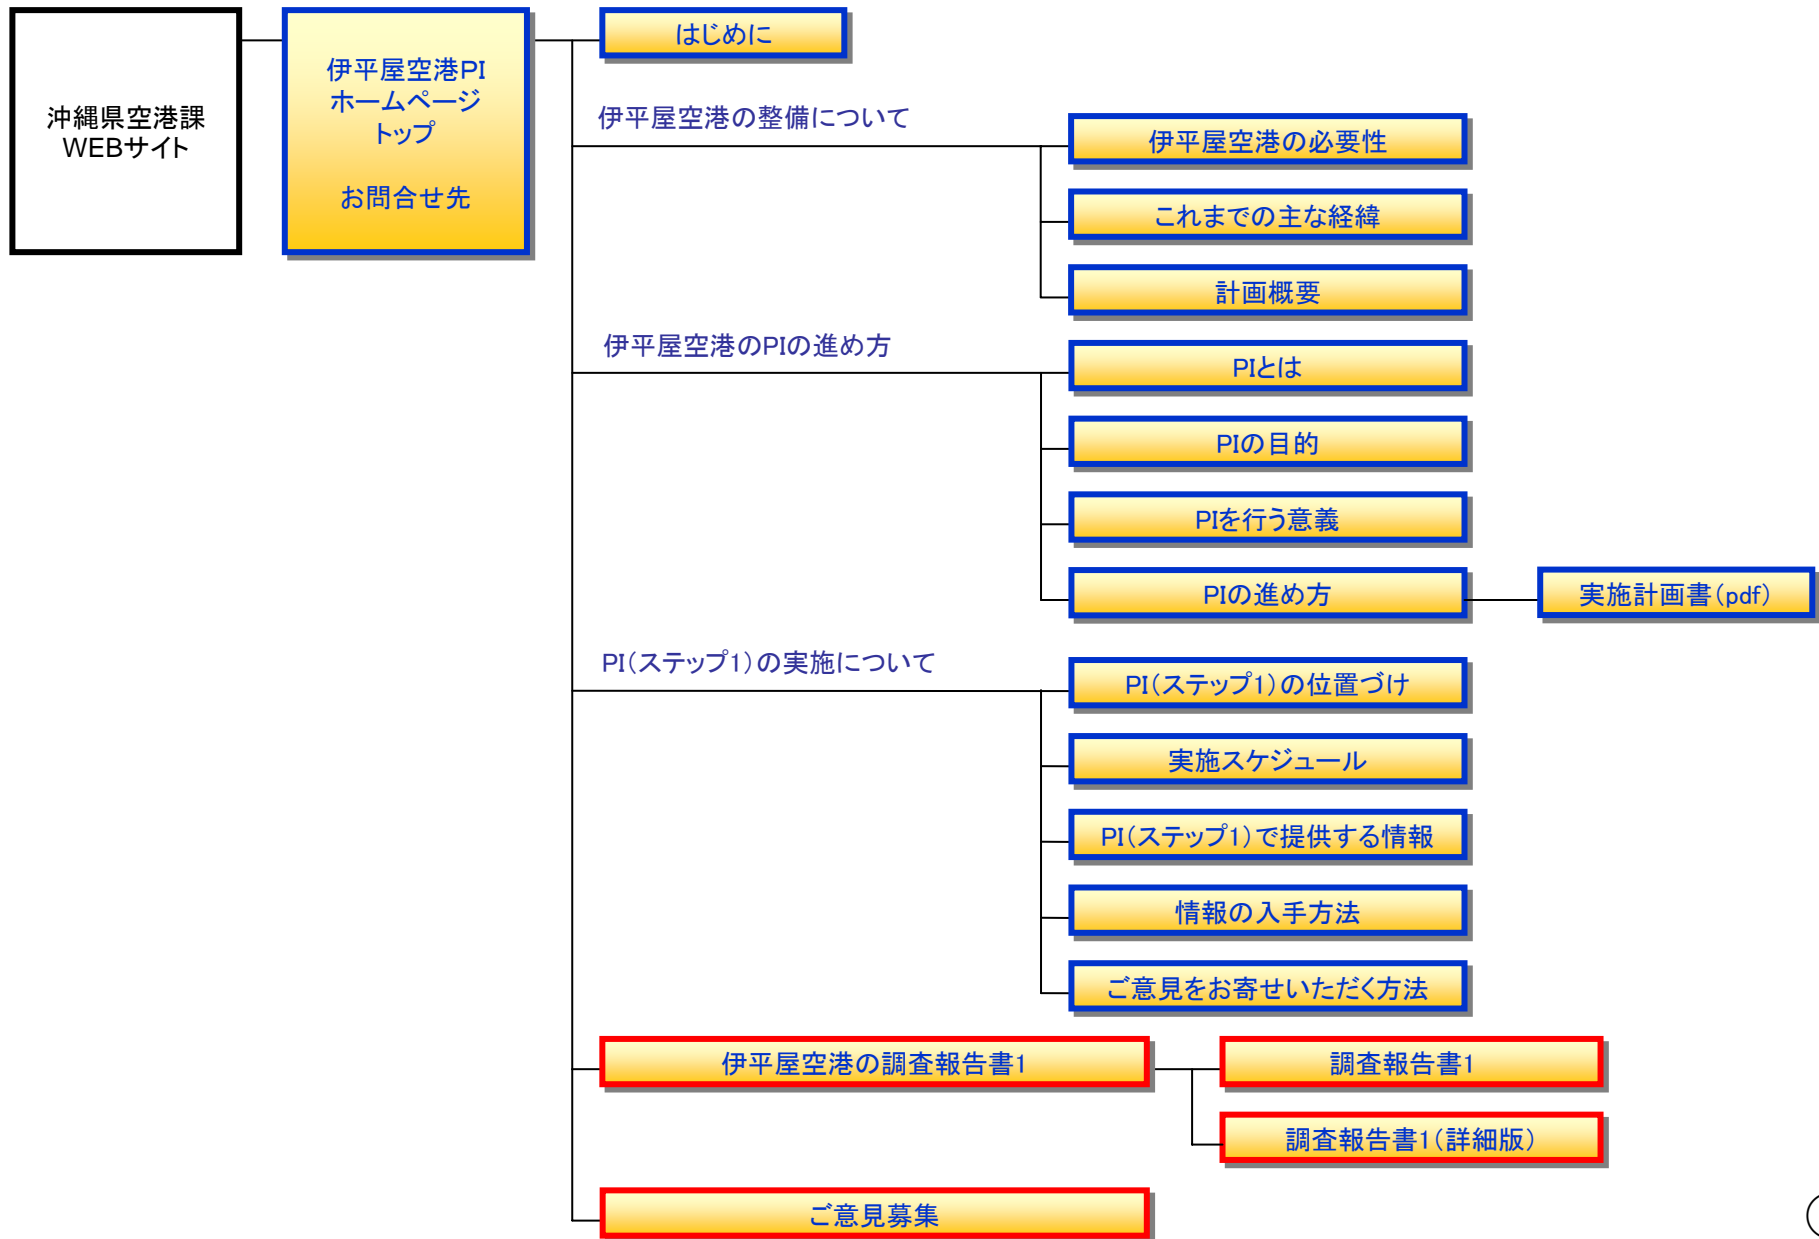 沖縄県空港課
WEBサイト
伊平屋空港PI
ホームページ
トップ
お問合せ先
はじめに
伊平屋空港の整備について
伊平屋空港の必要性
これまでの主な経緯
計画概要
伊平屋空港のPIの進め方
PIとは
PIの目的
PIを行う意義
PIの進め方
実施計画書(pdf)
PI(ステップ1)の実施について
PI(ステップ1)の位置づけ
実施スケジュール
PI(ステップ1)で提供する情報
情報の入手方法
ご意見をお寄せいただく方法
伊平屋空港の調査報告書1
調査報告書1
調査報告書1(詳細版)
ご意見募集